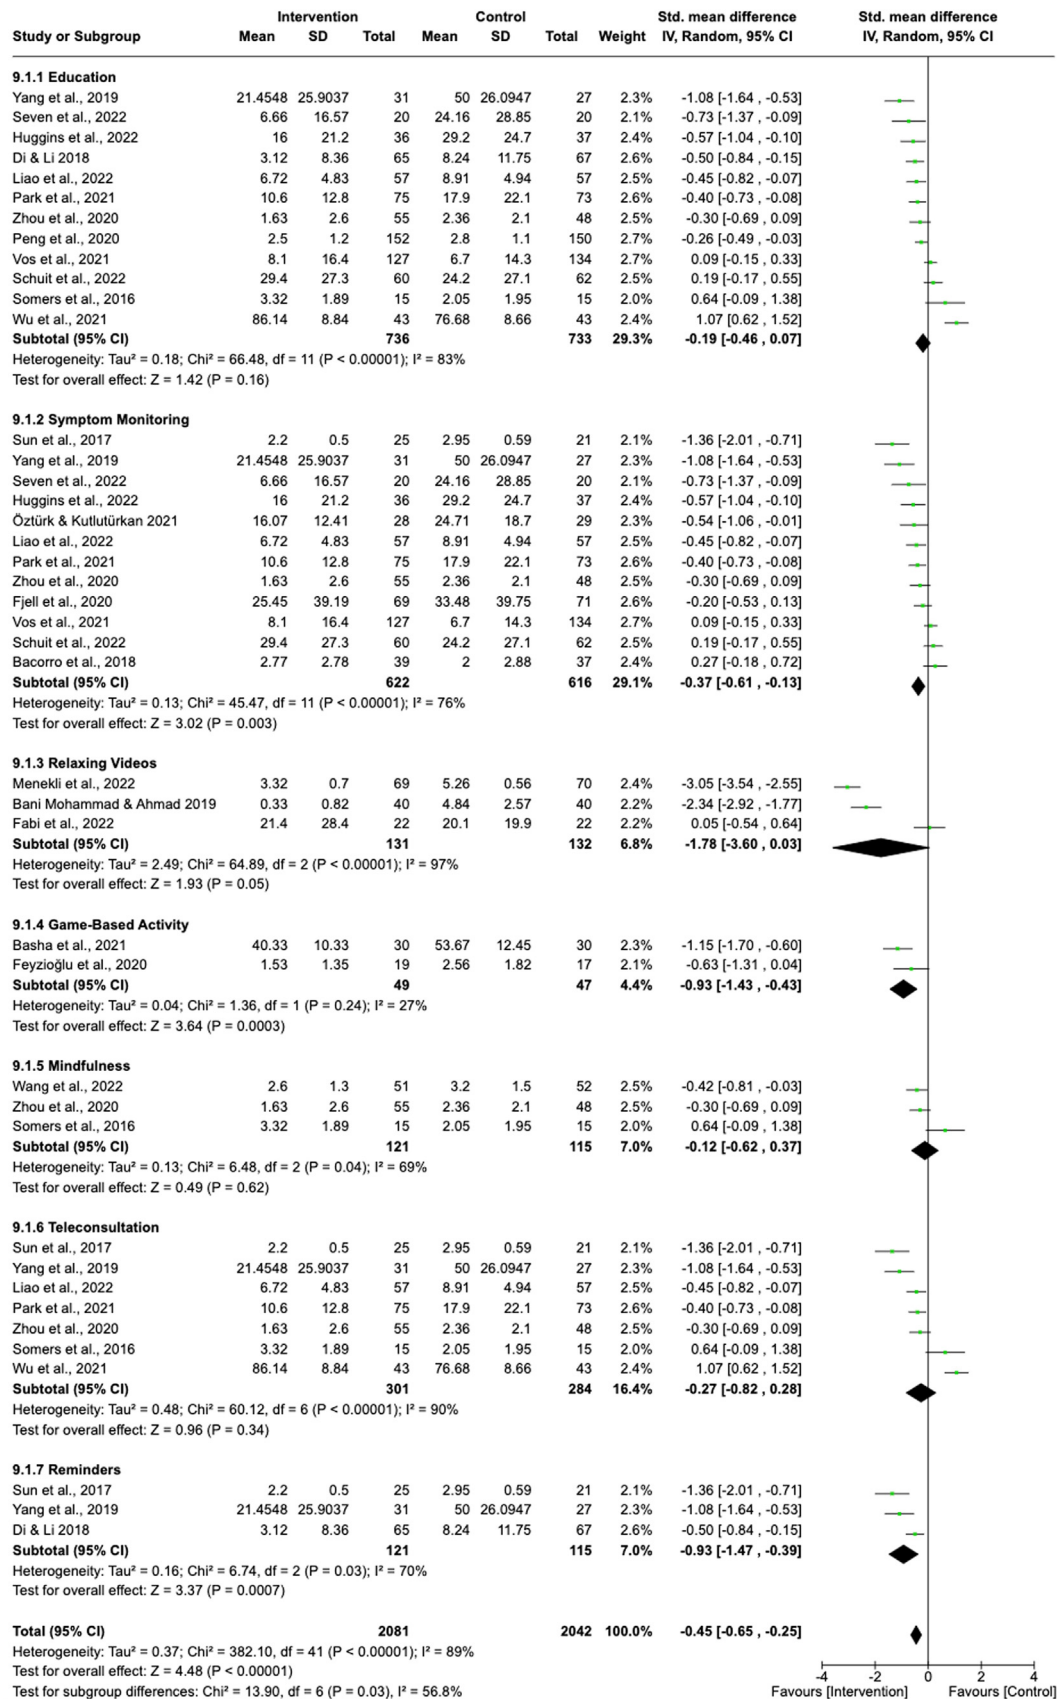 Intervention Control Std. mean difference Std. mean difference
Study or Subgroup Mean SD Total Mean SD Total Weight IV, Random, 95% CI IV, Random, 95% CI
9.1.1 Education
Yang et al., 2019 21.4548 25.9037 31 50 26.0947 27 2.3% -1.08 [-1.64 , -0.53]
Seven et al., 2022 6.66 16.57 20 24.16 28.85 20 2.1% -0.73 [-1.37 , -0.09]
Huggins et al., 2022 16 21.2 36 29.2 24.7 37 2.4% -0.57 [-1.04 , -0.10]
Di & Li 2018 3.12 8.36 65 8.24 11.75 67 2.6% -0.50 [-0.84 , -0.15]
Liao et al., 2022 6.72 4.83 57 8.91 4.94 57 2.5% -0.45 [-0.82 , -0.07]
Park et al., 2021 10.6 12.8 75 17.9 22.1 73 2.6% -0.40 [-0.73 , -0.08]
Zhou et al., 2020 1.63 2.6 55 2.36 2.1 48 2.5% -0.30 [-0.69 , 0.09]
Peng et al., 2020 2.5 1.2 152 2.8 1.1 150 2.7% -0.26 [-0.49 , -0.03]
Vos et al., 2021 8.1 16.4 127 6.7 14.3 134 2.7% 0.09 [-0.15 , 0.33]
Schuit et al., 2022 29.4 27.3 60 24.2 27.1 62 2.5% 0.19 [-0.17 , 0.55]
Somers et al., 2016 3.32 1.89 15 2.05 1.95 15 2.0% 0.64 [-0.09 , 1.38]
Wu et al., 2021 86.14 8.84 43 76.68 8.66 43 2.4% 1.07 [0.62 , 1.52]
Subtotal (95% CI) 736 733 29.3% -0.19 [-0.46 , 0.07]
Heterogeneity: Tau² = 0.18; Chi² = 66.48, df = 11 (P < 0.00001); I² = 83%
Test for overall effect: Z = 1.42 (P = 0.16)
9.1.2 Symptom Monitoring
Sun et al., 2017 2.2 0.5 25 2.95 0.59 21 2.1% -1.36 [-2.01 , -0.71]
Yang et al., 2019 21.4548 25.9037 31 50 26.0947 27 2.3% -1.08 [-1.64 , -0.53]
Seven et al., 2022 6.66 16.57 20 24.16 28.85 20 2.1% -0.73 [-1.37 , -0.09]
Huggins et al., 2022 16 21.2 36 29.2 24.7 37 2.4% -0.57 [-1.04 , -0.10]
Öztürk & Kutlutürkan 2021 16.07 12.41 28 24.71 18.7 29 2.3% -0.54 [-1.06 , -0.01]
Liao et al., 2022 6.72 4.83 57 8.91 4.94 57 2.5% -0.45 [-0.82 , -0.07]
Park et al., 2021 10.6 12.8 75 17.9 22.1 73 2.6% -0.40 [-0.73 , -0.08]
Zhou et al., 2020 1.63 2.6 55 2.36 2.1 48 2.5% -0.30 [-0.69 , 0.09]
Fjell et al., 2020 25.45 39.19 69 33.48 39.75 71 2.6% -0.20 [-0.53 , 0.13]
Vos et al., 2021 8.1 16.4 127 6.7 14.3 134 2.7% 0.09 [-0.15 , 0.33]
Schuit et al., 2022 29.4 27.3 60 24.2 27.1 62 2.5% 0.19 [-0.17 , 0.55]
Bacorro et al., 2018 2.77 2.78 39 2 2.88 37 2.4% 0.27 [-0.18 , 0.72]
Subtotal (95% CI) 622 616 29.1% -0.37 [-0.61 , -0.13]
Heterogeneity: Tau² = 0.13; Chi² = 45.47, df = 11 (P < 0.00001); I² = 76%
Test for overall effect: Z = 3.02 (P = 0.003)
9.1.3 Relaxing Videos
Menekli et al., 2022 3.32 0.7 69 5.26 0.56 70 2.4% -3.05 [-3.54 , -2.55]
Bani Mohammad & Ahmad 2019 0.33 0.82 40 4.84 2.57 40 2.2% -2.34 [-2.92 , -1.77]
Fabi et al., 2022 21.4 28.4 22 20.1 19.9 22 2.2% 0.05 [-0.54 , 0.64]
Subtotal (95% CI) 131 132 6.8% -1.78 [-3.60 , 0.03]
Heterogeneity: Tau² = 2.49; Chi² = 64.89, df = 2 (P < 0.00001); I² = 97%
Test for overall effect: Z = 1.93 (P = 0.05)
9.1.4 Game-Based Activity
Basha et al., 2021 40.33 10.33 30 53.67 12.45 30 2.3% -1.15 [-1.70 , -0.60]
Feyzioğlu et al., 2020 1.53 1.35 19 2.56 1.82 17 2.1% -0.63 [-1.31 , 0.04]
Subtotal (95% CI) 49 47 4.4% -0.93 [-1.43 , -0.43]
Heterogeneity: Tau² = 0.04; Chi² = 1.36, df = 1 (P = 0.24); I² = 27%
Test for overall effect: Z = 3.64 (P = 0.0003)
9.1.5 Mindfulness
Wang et al., 2022 2.6 1.3 51 3.2 1.5 52 2.5% -0.42 [-0.81 , -0.03]
Zhou et al., 2020 1.63 2.6 55 2.36 2.1 48 2.5% -0.30 [-0.69 , 0.09]
Somers et al., 2016 3.32 1.89 15 2.05 1.95 15 2.0% 0.64 [-0.09 , 1.38]
Subtotal (95% CI) 121 115 7.0% -0.12 [-0.62 , 0.37]
Heterogeneity: Tau² = 0.13; Chi² = 6.48, df = 2 (P = 0.04); I² = 69%
Test for overall effect: Z = 0.49 (P = 0.62)
9.1.6 Teleconsultation
Sun et al., 2017 2.2 0.5 25 2.95 0.59 21 2.1% -1.36 [-2.01 , -0.71]
Yang et al., 2019 21.4548 25.9037 31 50 26.0947 27 2.3% -1.08 [-1.64 , -0.53]
Liao et al., 2022 6.72 4.83 57 8.91 4.94 57 2.5% -0.45 [-0.82 , -0.07]
Park et al., 2021 10.6 12.8 75 17.9 22.1 73 2.6% -0.40 [-0.73 , -0.08]
Zhou et al., 2020 1.63 2.6 55 2.36 2.1 48 2.5% -0.30 [-0.69 , 0.09]
Somers et al., 2016 3.32 1.89 15 2.05 1.95 15 2.0% 0.64 [-0.09 , 1.38]
Wu et al., 2021 86.14 8.84 43 76.68 8.66 43 2.4% 1.07 [0.62 , 1.52]
Subtotal (95% CI) 301 284 16.4% -0.27 [-0.82 , 0.28]
Heterogeneity: Tau² = 0.48; Chi² = 60.12, df = 6 (P < 0.00001); I² = 90%
Test for overall effect: Z = 0.96 (P = 0.34)
9.1.7 Reminders
Sun et al., 2017 2.2 0.5 25 2.95 0.59 21 2.1% -1.36 [-2.01 , -0.71]
Yang et al., 2019 21.4548 25.9037 31 50 26.0947 27 2.3% -1.08 [-1.64 , -0.53]
Di & Li 2018 3.12 8.36 65 8.24 11.75 67 2.6% -0.50 [-0.84 , -0.15]
Subtotal (95% CI) 121 115 7.0% -0.93 [-1.47 , -0.39]
Heterogeneity: Tau² = 0.16; Chi² = 6.74, df = 2 (P = 0.03); I² = 70%
Test for overall effect: Z = 3.37 (P = 0.0007)
Total (95% CI) 2081 2042 100.0% -0.45 [-0.65 , -0.25]
Heterogeneity: Tau² = 0.37; Chi² = 382.10, df = 41 (P < 0.00001); I² = 89%
Test for overall effect: Z = 4.48 (P < 0.00001)
-4 -2 0 2 4
Test for subgroup differences: Chi² = 13.90, df = 6 (P = 0.03), I² = 56.8% Favours [Intervention] Favours [Control]